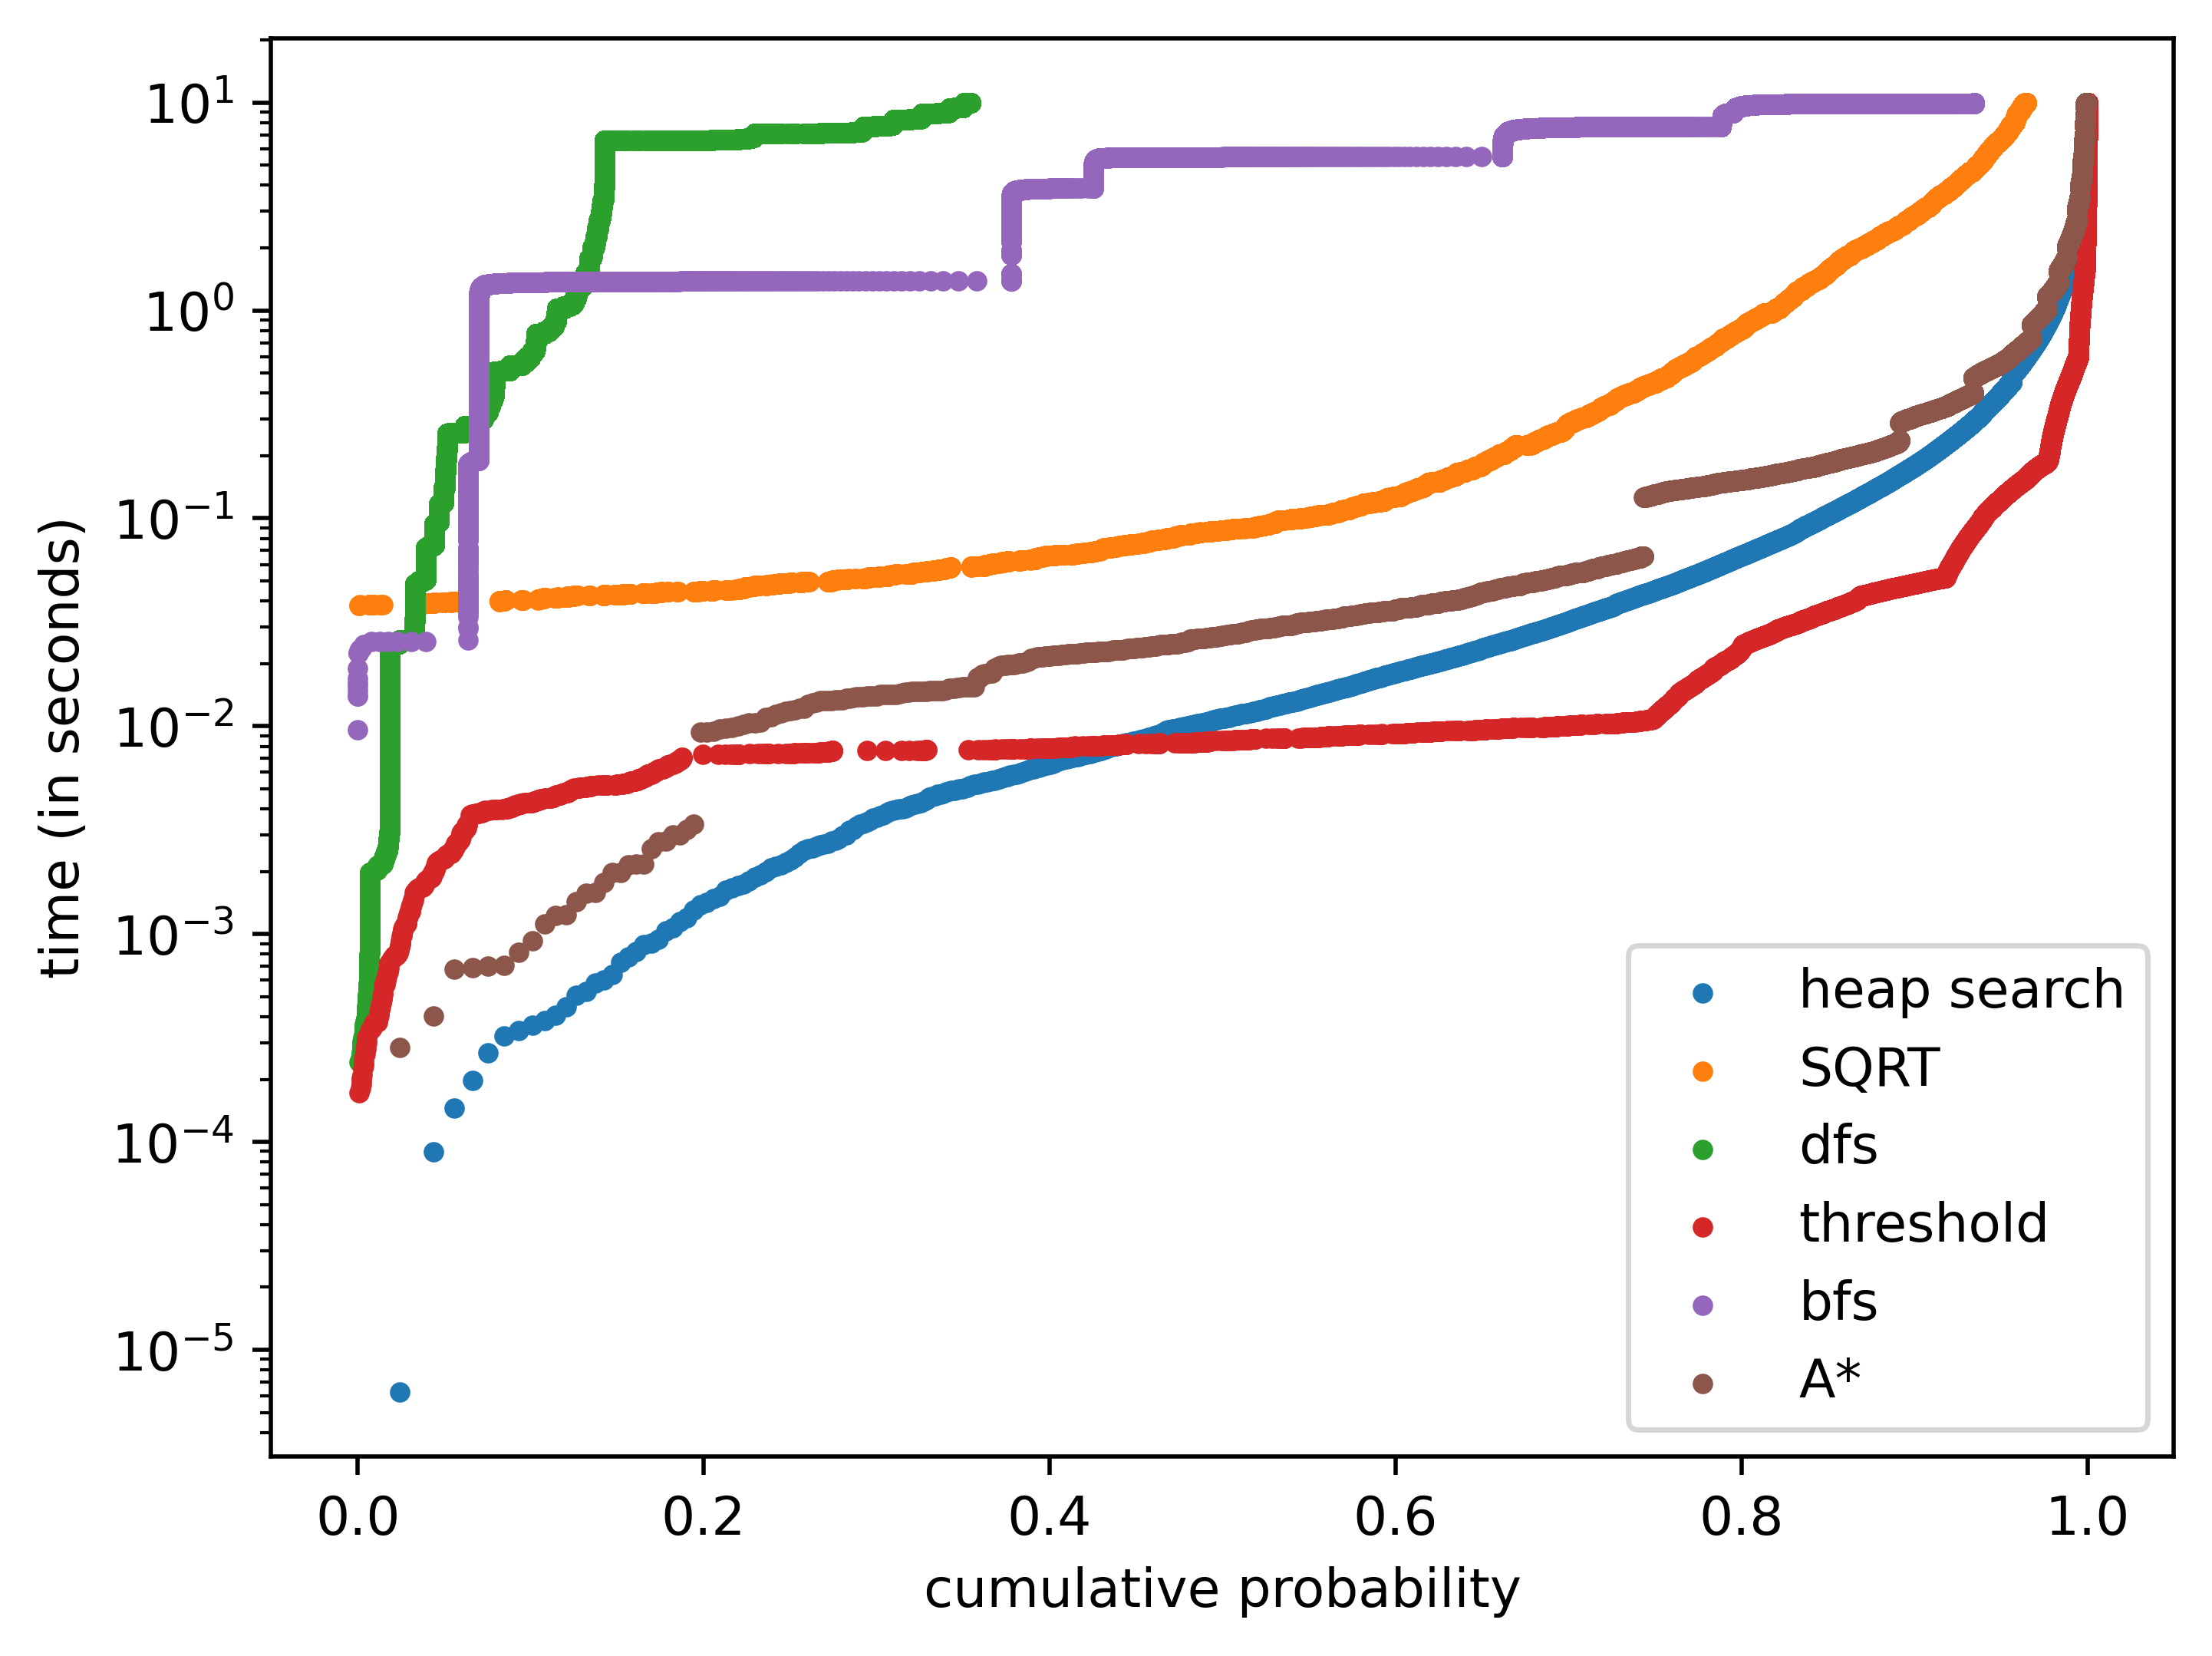 10¹
10⁰
10⁻¹
10⁻²
10⁻³
10⁻⁴
10⁻⁵
time (in seconds)
heap search
SQRT
dfs
threshold
bfs
A*
0.0 0.2 0.4 0.6 0.8 1.0
cumulative probability